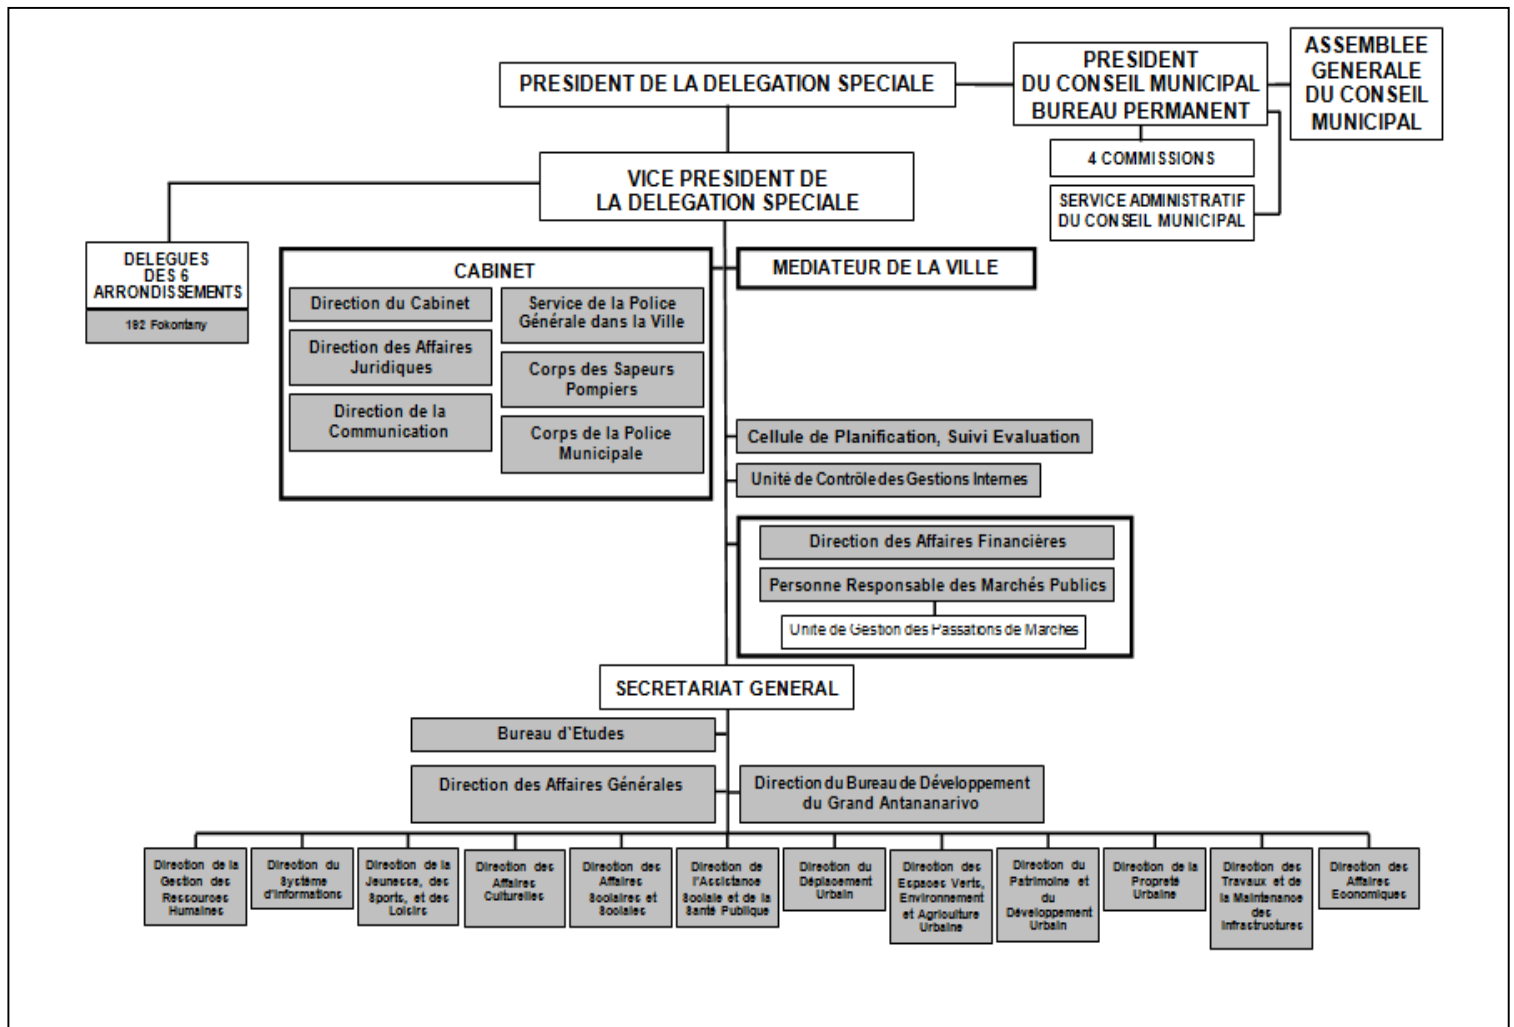 PRESIDENT DE LA DELEGATION SPECIALE
PRESIDENT
DU CONSEIL MUNICIPAL
BUREAU PERMANENT
ASSEMBLEE
GENERALE
DU CONSEIL
MUNICIPAL
4 COMMISSIONS
SERVICE ADMINISTRATIF
DU CONSEIL MUNICIPAL
VICE PRESIDENT DE
LA DELEGATION SPECIALE
DELEGUES
DES 6
ARRONDISSEMENTS
192 Fokontany
CABINET
Direction du Cabinet
Direction des Affaires
Juridiques
Direction de la
Communication
Service de la Police
Générale dans la Ville
Corps des Sapeurs
Pompiers
Corps de la Police
Municipale
MEDIATEUR DE LA VILLE
Cellule de Planification, Suivi Evaluation
Unité de Contrôle des Gestions Internes
Direction des Affaires Financières
Personne Responsable des Marchés Publics
Unité de Gestion des Passations de Marchés
SECRETARIAT GENERAL
Bureau d'Etudes
Direction des Affaires Générales
Direction du Bureau de Développement
du Grand Antananarivo
Direction de la
Gestion des
Ressources
Humaines
Direction du
Système
d'Informations
Direction de la
Jeunesse, des
Sports, et des
Loisirs
Direction des
Affaires
Culturelles
Direction des
Affaires
Scolaires et
Sociales
Direction de
l'Assistance
Sociale et de la
Santé Publique
Direction du
Déplacement
Urbain
Direction des
Espaces Verts,
Environnement
et Agriculture
Urbaine
Direction du
Patrimoine et
du
Développement
Urbain
Direction de la
Propreté
Urbaine
Direction des
Travaux et de
la Maintenance
des
Infrastructures
Direction des
Affaires
Economiques